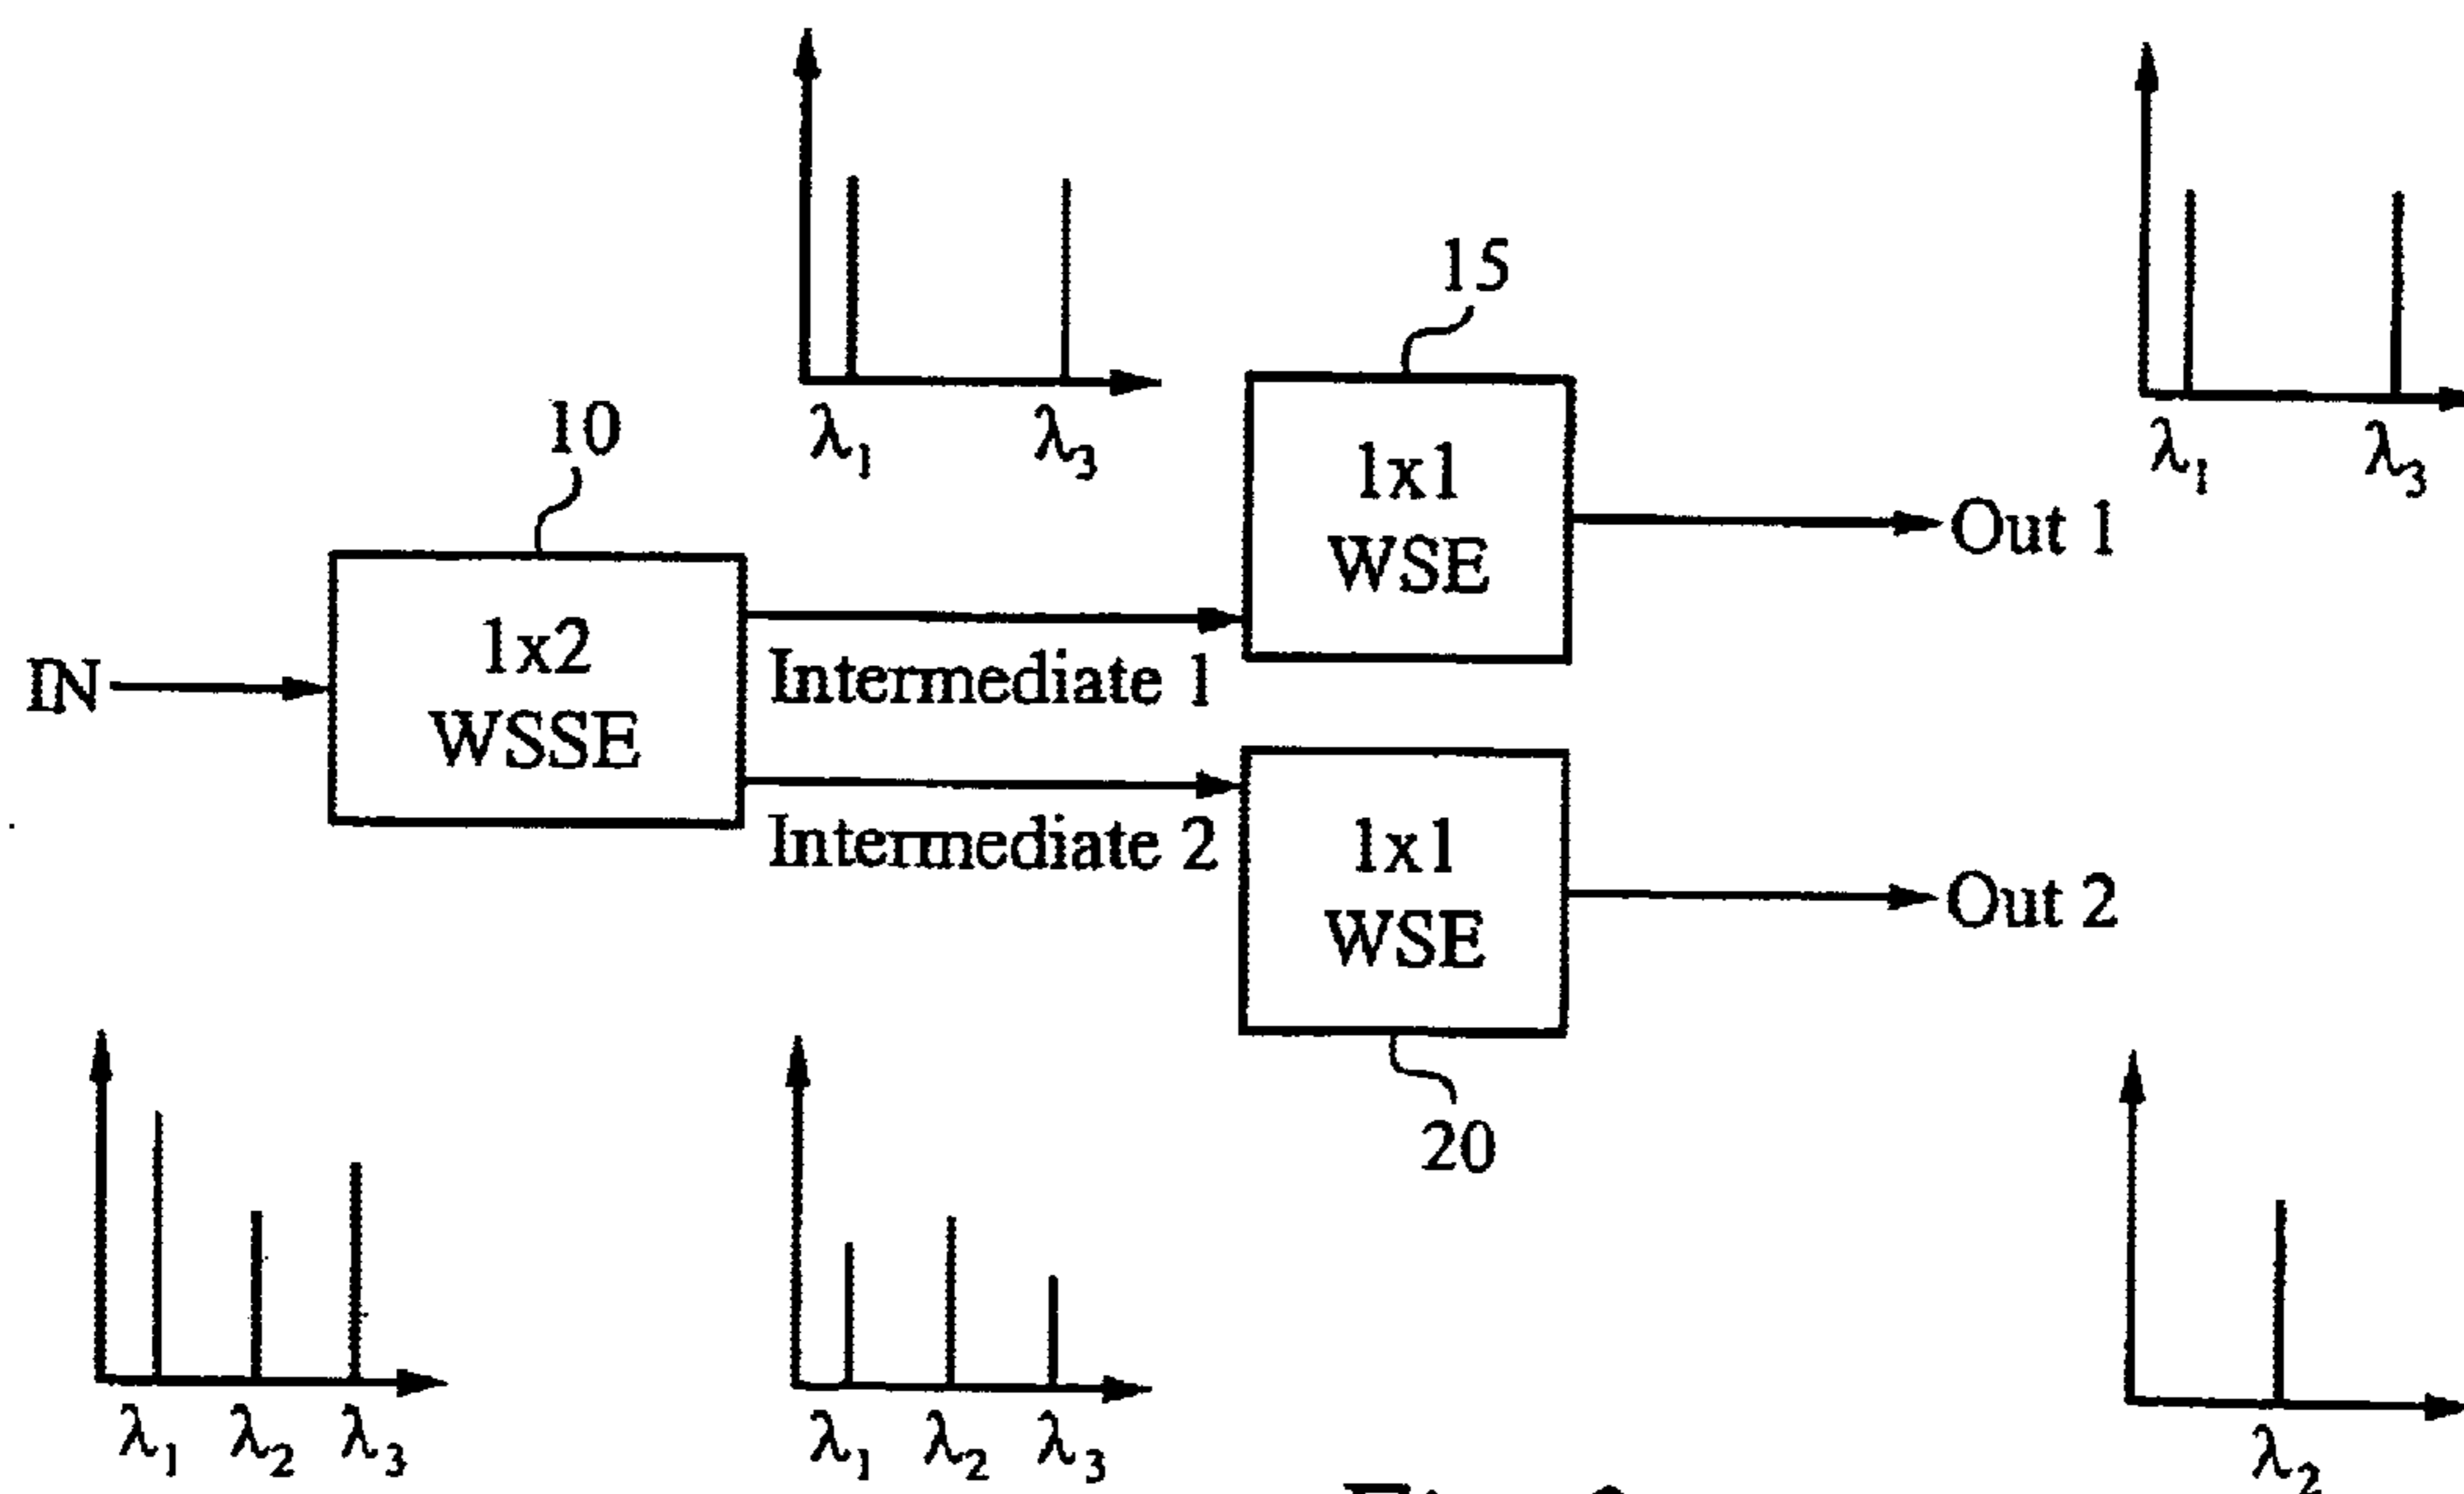 λ₁ λ₃
15
10
1x1
WSE
λ₁ λ₃
Out 1
1x2
WSSE
IN
Intermediate 1
Intermediate 2
1x1
WSE
Out 2
20
λ₁ λ₂ λ₃
λ₁ λ₂ λ₃
λ₂